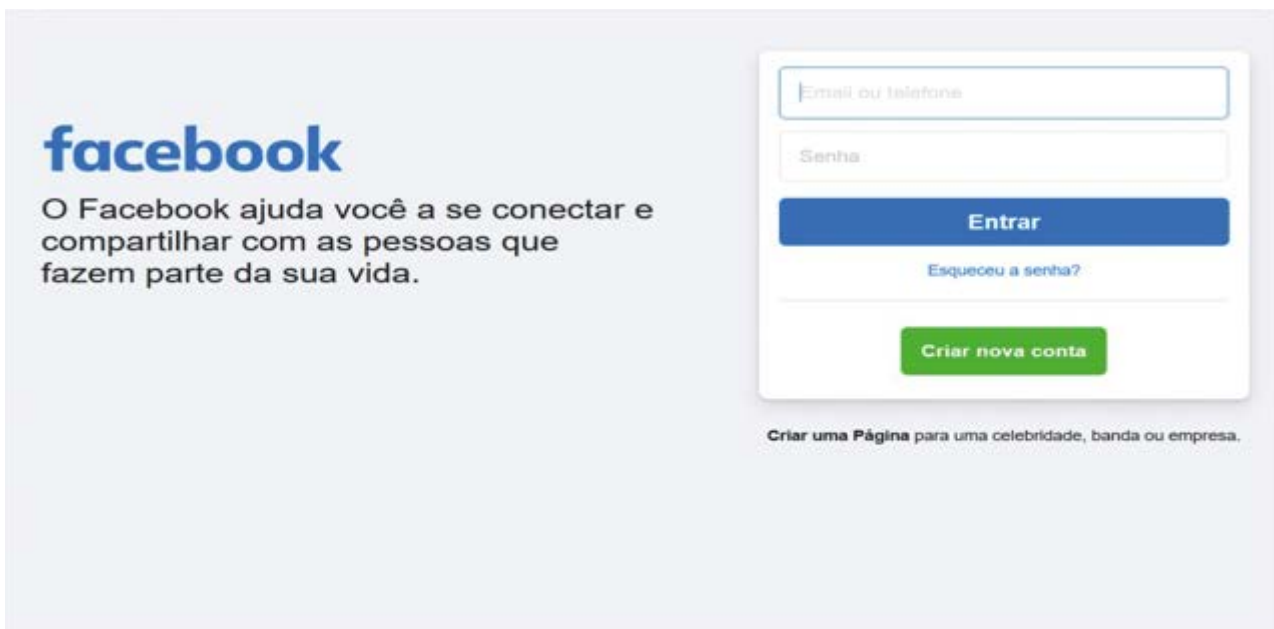 facebook
O Facebook ajuda você a se conectar e
compartilhar com as pessoas que
fazem parte da sua vida.
Email ou telefone
Senha
Entrar
Esqueceu a senha?
Criar nova conta
Criar uma Página para uma celebridade, banda ou empresa.